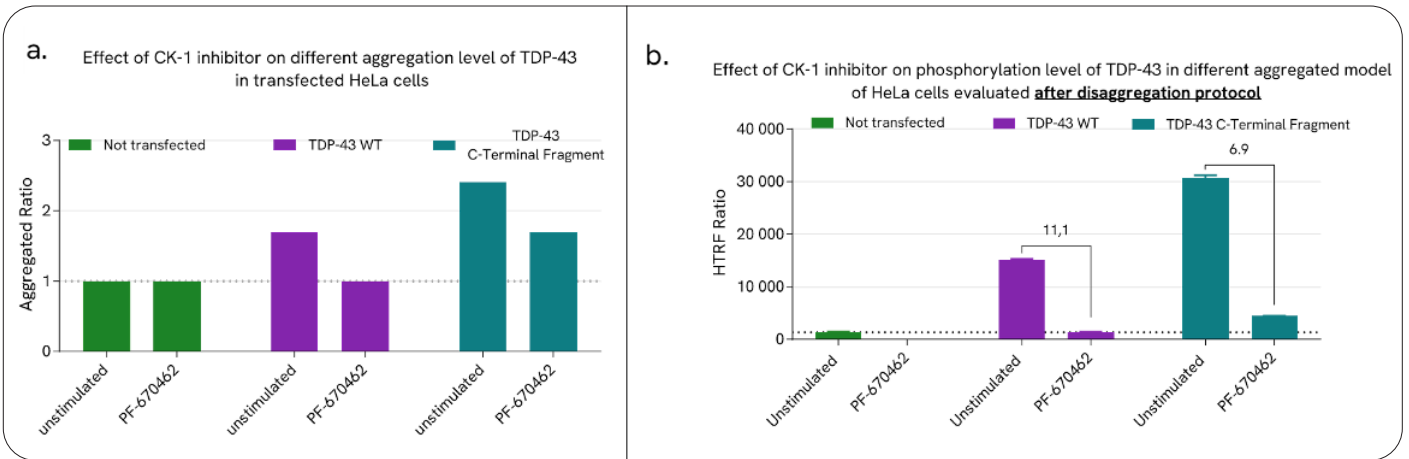 a.
Effect of CK-1 inhibitor on different aggregation level of TDP-43
in transfected HeLa cells
Not transfected
TDP-43 WT
TDP-43
C-Terminal Fragment
Aggregated Ratio
3
2
1
0
unstimulated
PF-670462
unstimulated
PF-670462
unstimulated
PF-670462
b.
Effect of CK-1 inhibitor on phosphorylation level of TDP-43 in different aggregated model
of HeLa cells evaluated after disaggregation protocol
Not transfected
TDP-43 WT
TDP-43 C-Terminal Fragment
HTRF Ratio
40 000
30 000
20 000
10 000
0
11,1
6.9
Unstimulated
PF-670462
Unstimulated
PF-670462
Unstimulated
PF-670462